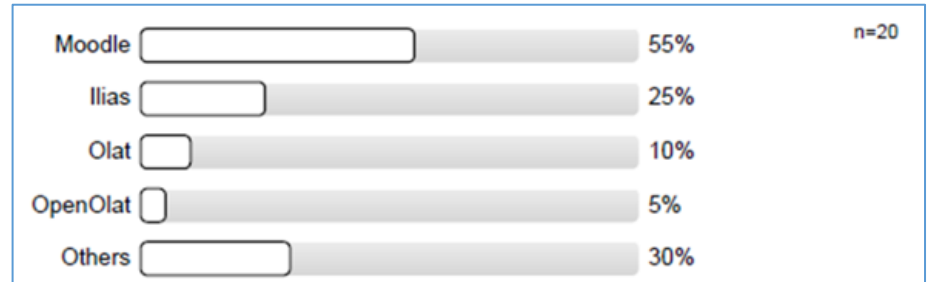 n=20
Moodle 55%
Ilias 25%
Olat 10%
OpenOlat 5%
Others 30%